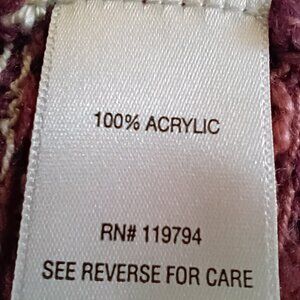 100% ACRYLIC
RN# 119794
SEE REVERSE FOR CARE